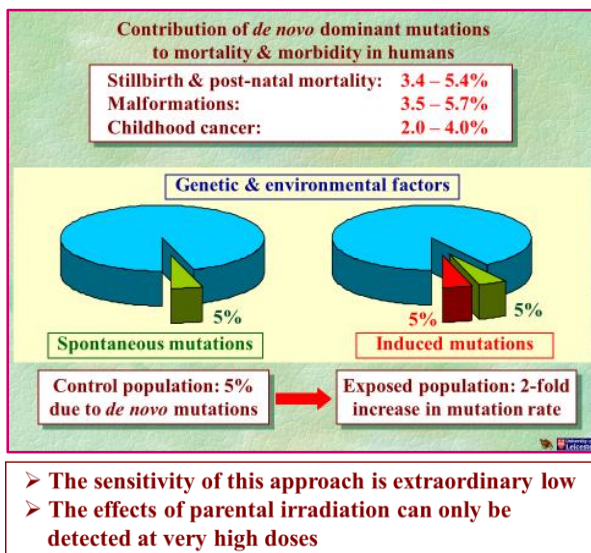 Contribution of de novo dominant mutations
to mortality & morbidity in humans
Stillbirth & post-natal mortality: 3.4 – 5.4%
Malformations: 3.5 – 5.7%
Childhood cancer: 2.0 – 4.0%
Genetic & environmental factors
5%
5%
5%
Spontaneous mutations
Induced mutations
Control population: 5%
due to de novo mutations
Exposed population: 2-fold
increase in mutation rate
University of
Leicester
➢ The sensitivity of this approach is extraordinary low
➢ The effects of parental irradiation can only be
detected at very high doses